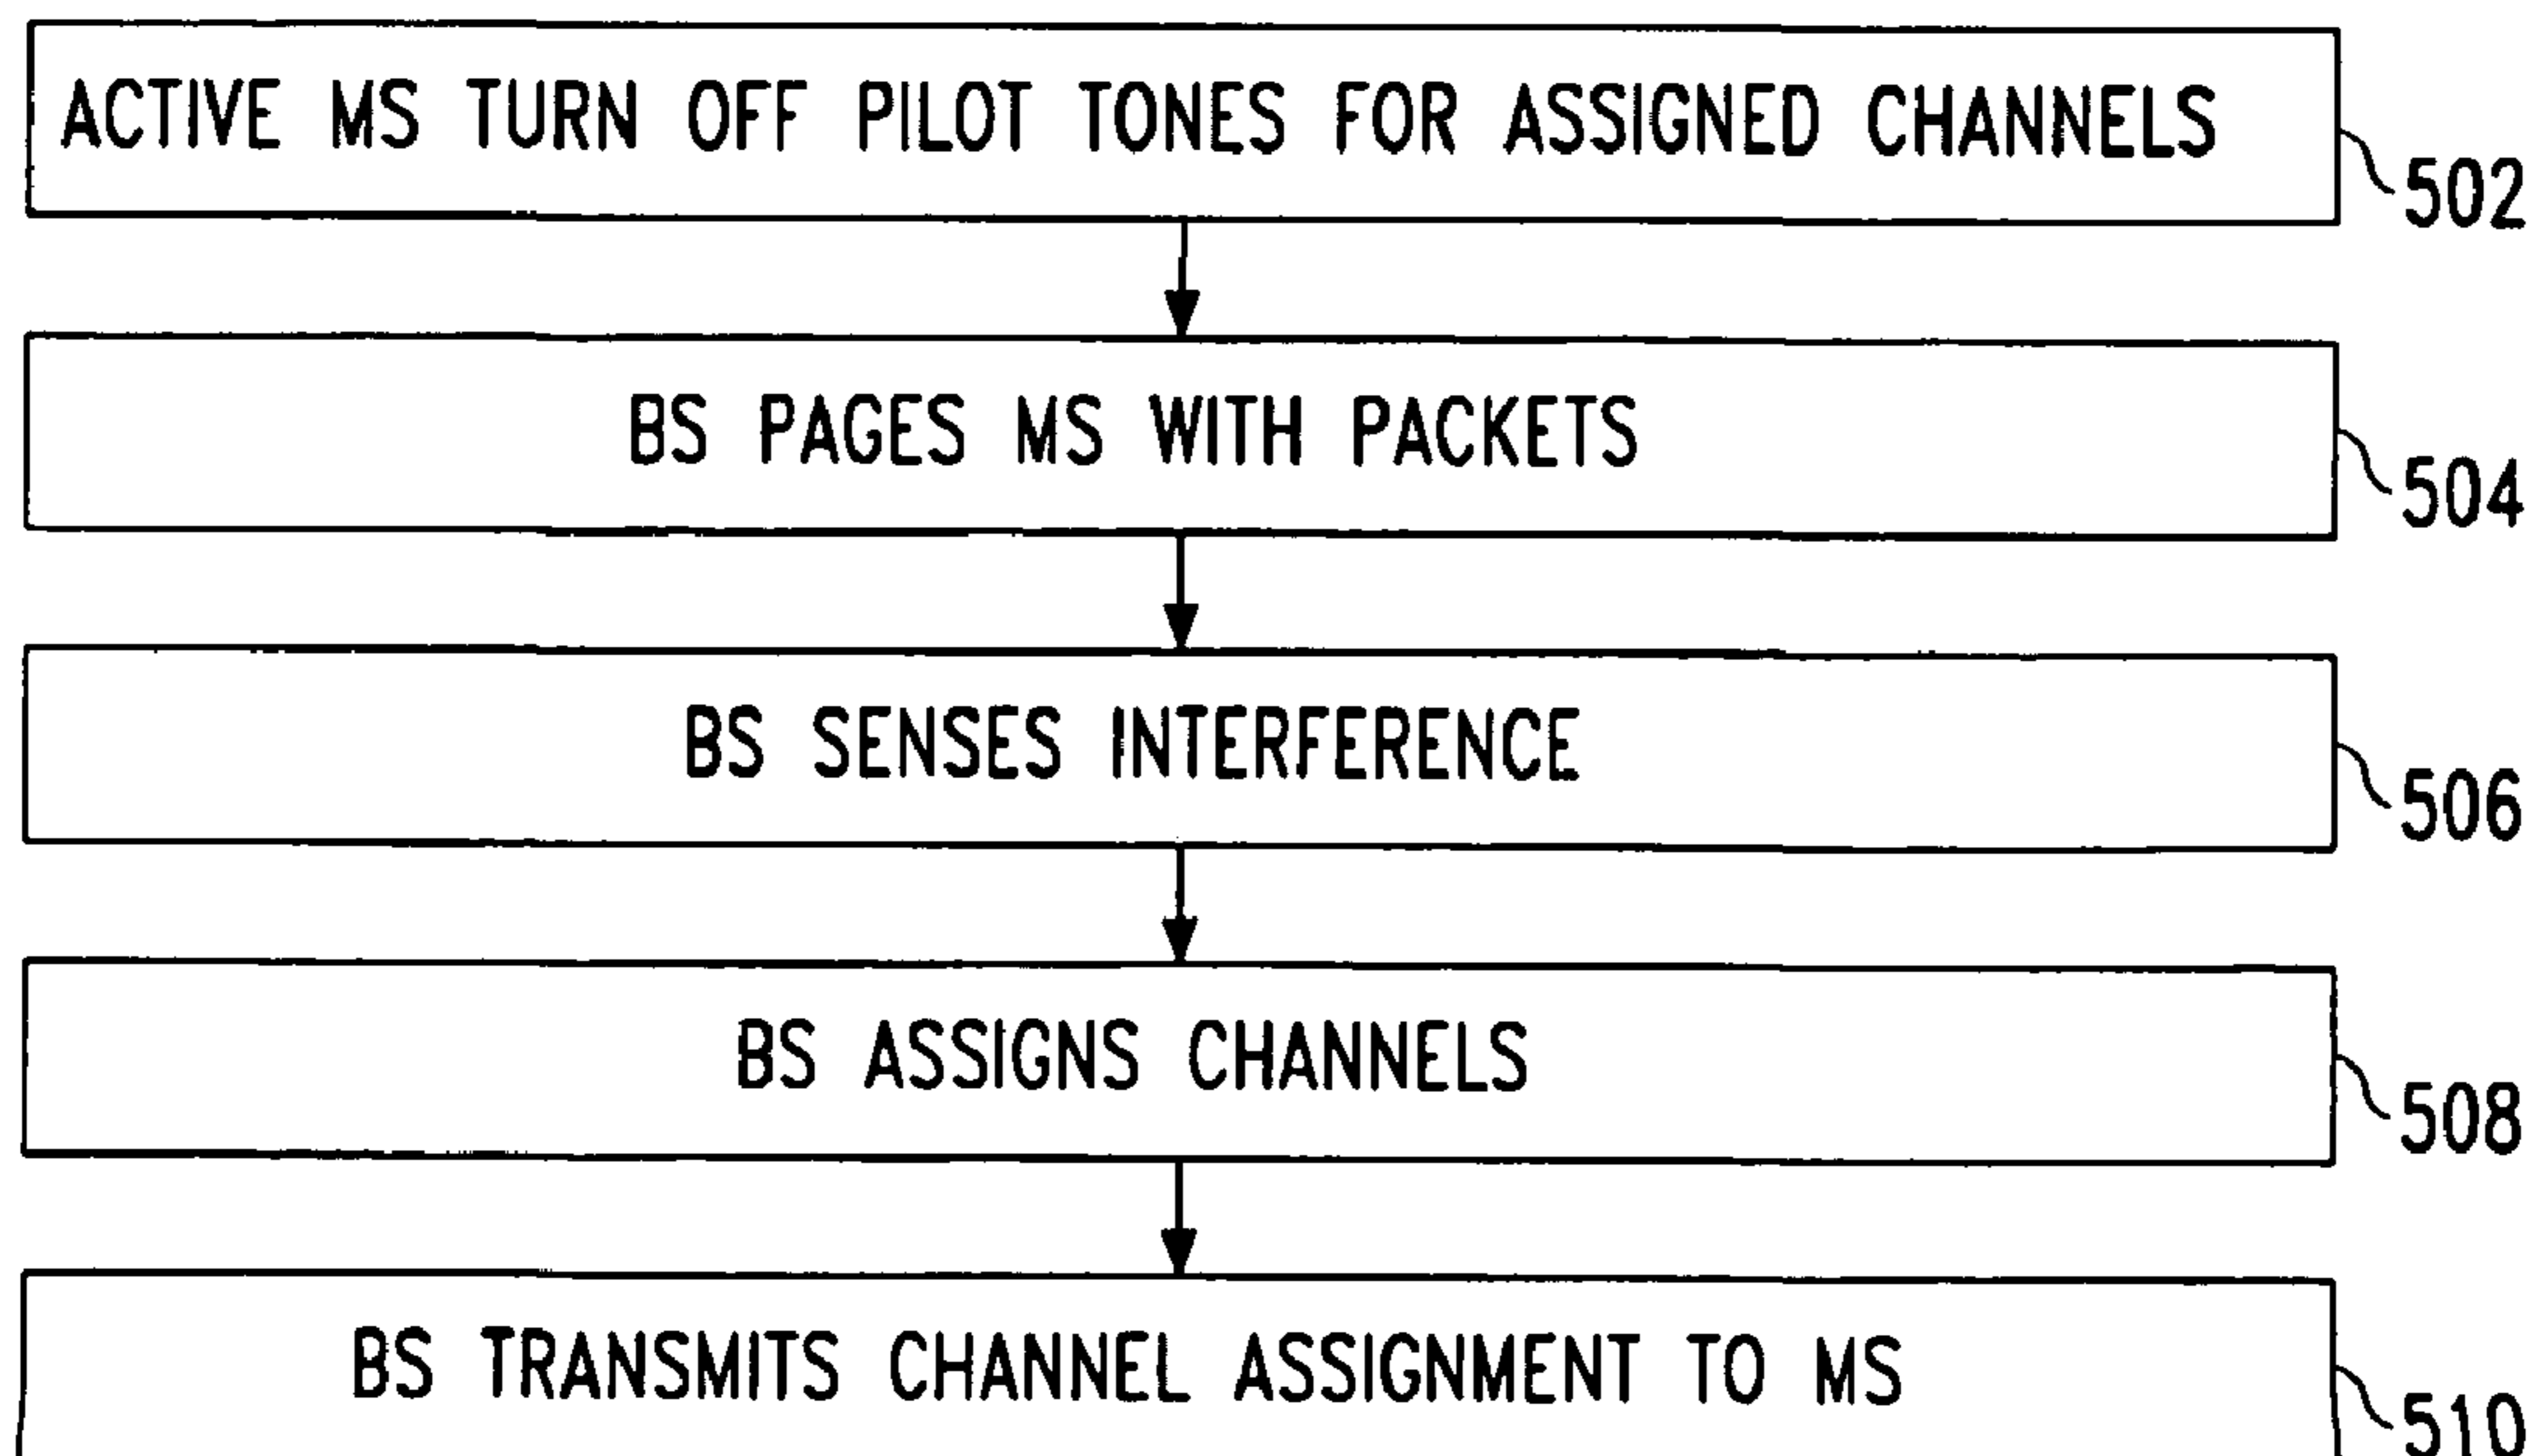 ACTIVE MS TURN OFF PILOT TONES FOR ASSIGNED CHANNELS
502
BS PAGES MS WITH PACKETS
504
BS SENSES INTERFERENCE
506
BS ASSIGNS CHANNELS
508
BS TRANSMITS CHANNEL ASSIGNMENT TO MS
510